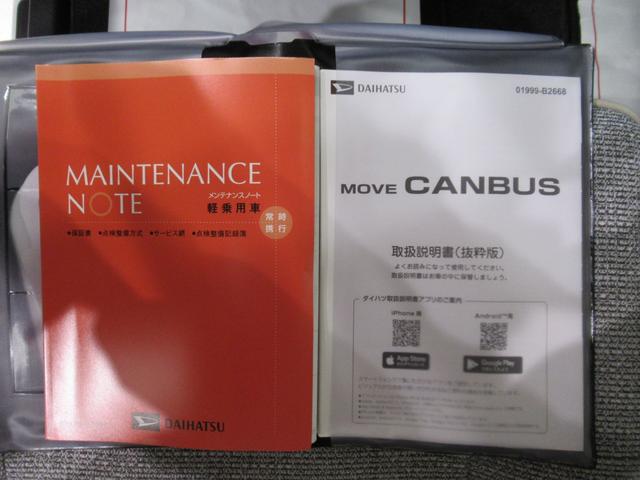 MAINTENANCE
NOTE
メンテナンスノート
軽乗用車
常時
携行
●保証書 ●点検整備方式 ●サービス網 ●点検整備記録簿
DAIHATSU
DAIHATSU
01999-B2668
MOVE CANBUS
取扱説明書(抜粋版)
よくお読みになって使用してください。
取扱説明書はお車の中に保管しましょう。
ダイハツ取扱説明書アプリのご案内
iPhone 用
Android™用
App Store
Google Play